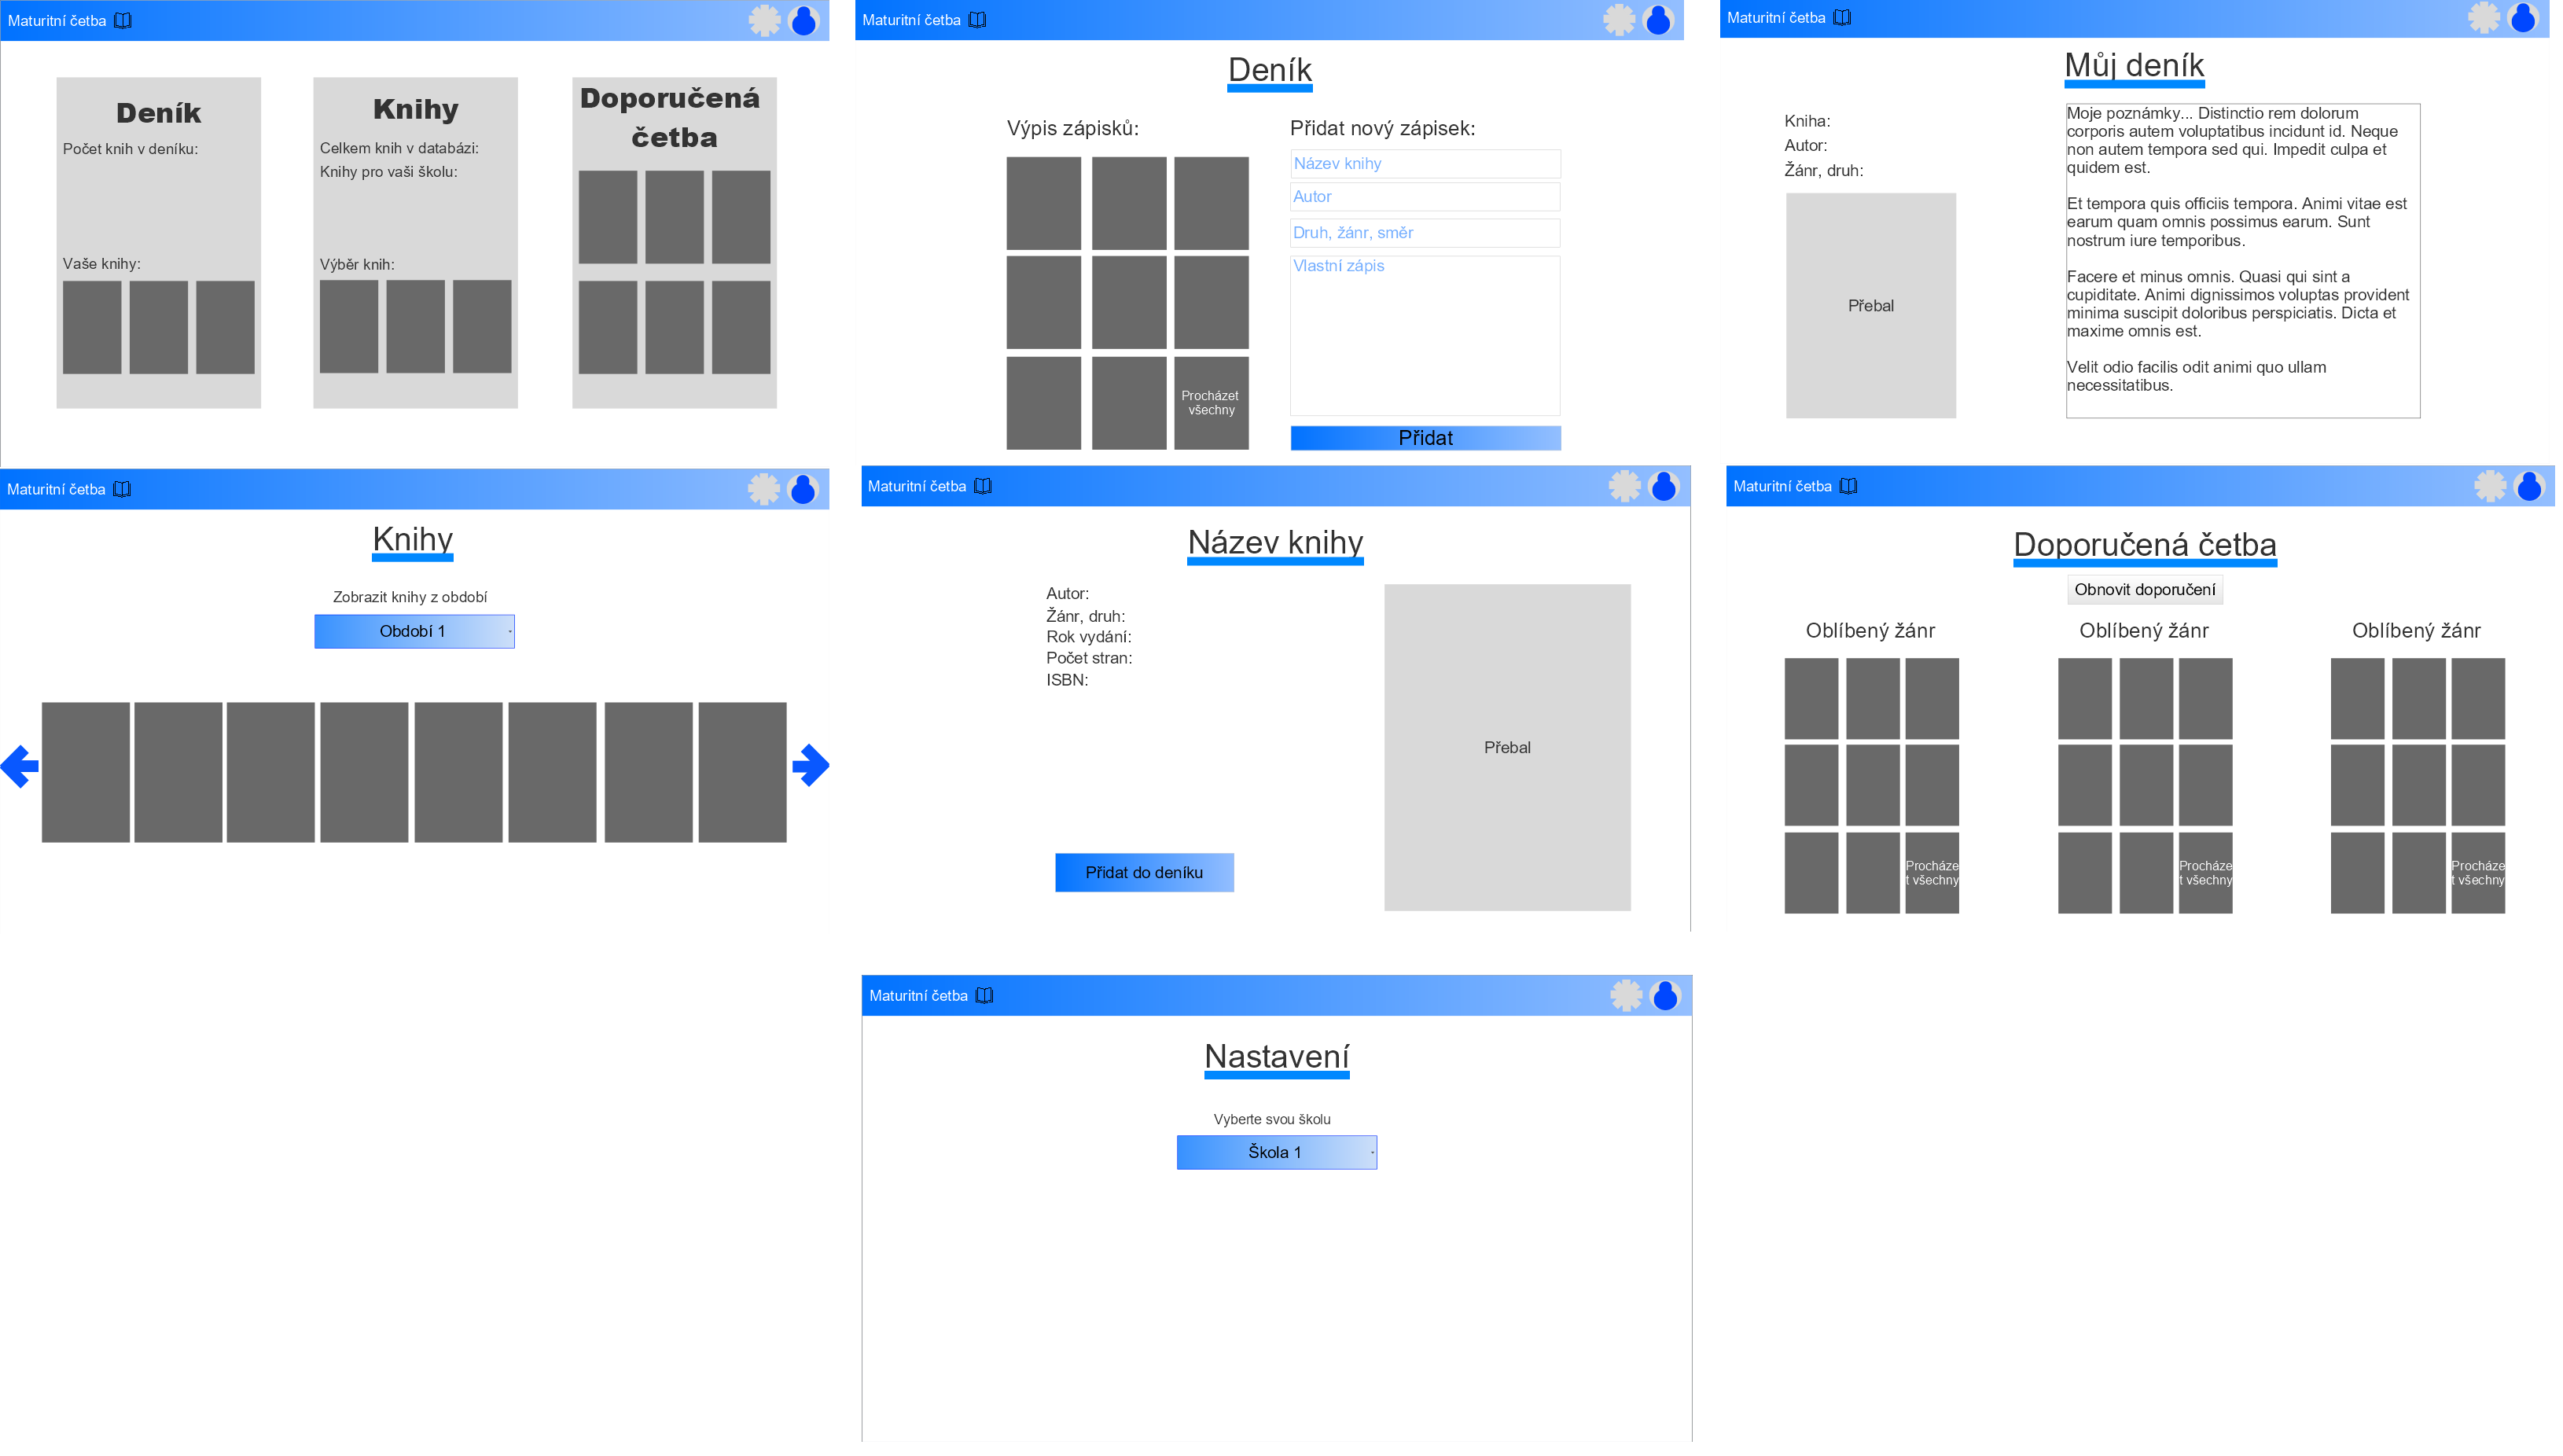 Maturitní četba
Deník
Počet knih v deníku:
Vaše knihy:
Knihy
Celkem knih v databázi:
Knihy pro vaši školu:
Výběr knih:
Doporučená
četba
Maturitní četba
Deník
Výpis zápisků:
Procházet
všechny
Přidat nový zápisek:
Název knihy
Autor
Druh, žánr, směr
Vlastní zápis
Přidat
Maturitní četba
Můj deník
Kniha:
Autor:
Žánr, druh:
Přebal
Moje poznámky... Distinctio rem dolorum
corporis autem voluptatibus incidunt id. Neque
non autem tempora sed qui. Impedit culpa et
quidem est.
Et tempora quis officiis tempora. Animi vitae est
earum quam omnis possimus earum. Sunt
nostrum iure temporibus.
Facere et minus omnis. Quasi qui sint a
cupiditate. Animi dignissimos voluptas provident
minima suscipit doloribus perspiciatis. Dicta et
maxime omnis est.
Velit odio facilis odit animi quo ullam
necessitatibus.
Maturitní četba
Knihy
Zobrazit knihy z období
Období 1
Maturitní četba
Název knihy
Autor:
Žánr, druh:
Rok vydání:
Počet stran:
ISBN:
Přidat do deníku
Přebal
Maturitní četba
Doporučená četba
Obnovit doporučení
Oblíbený žánr
Procháze
t všechny
Oblíbený žánr
Procháze
t všechny
Oblíbený žánr
Procháze
t všechny
Maturitní četba
Nastavení
Vyberte svou školu
Škola 1